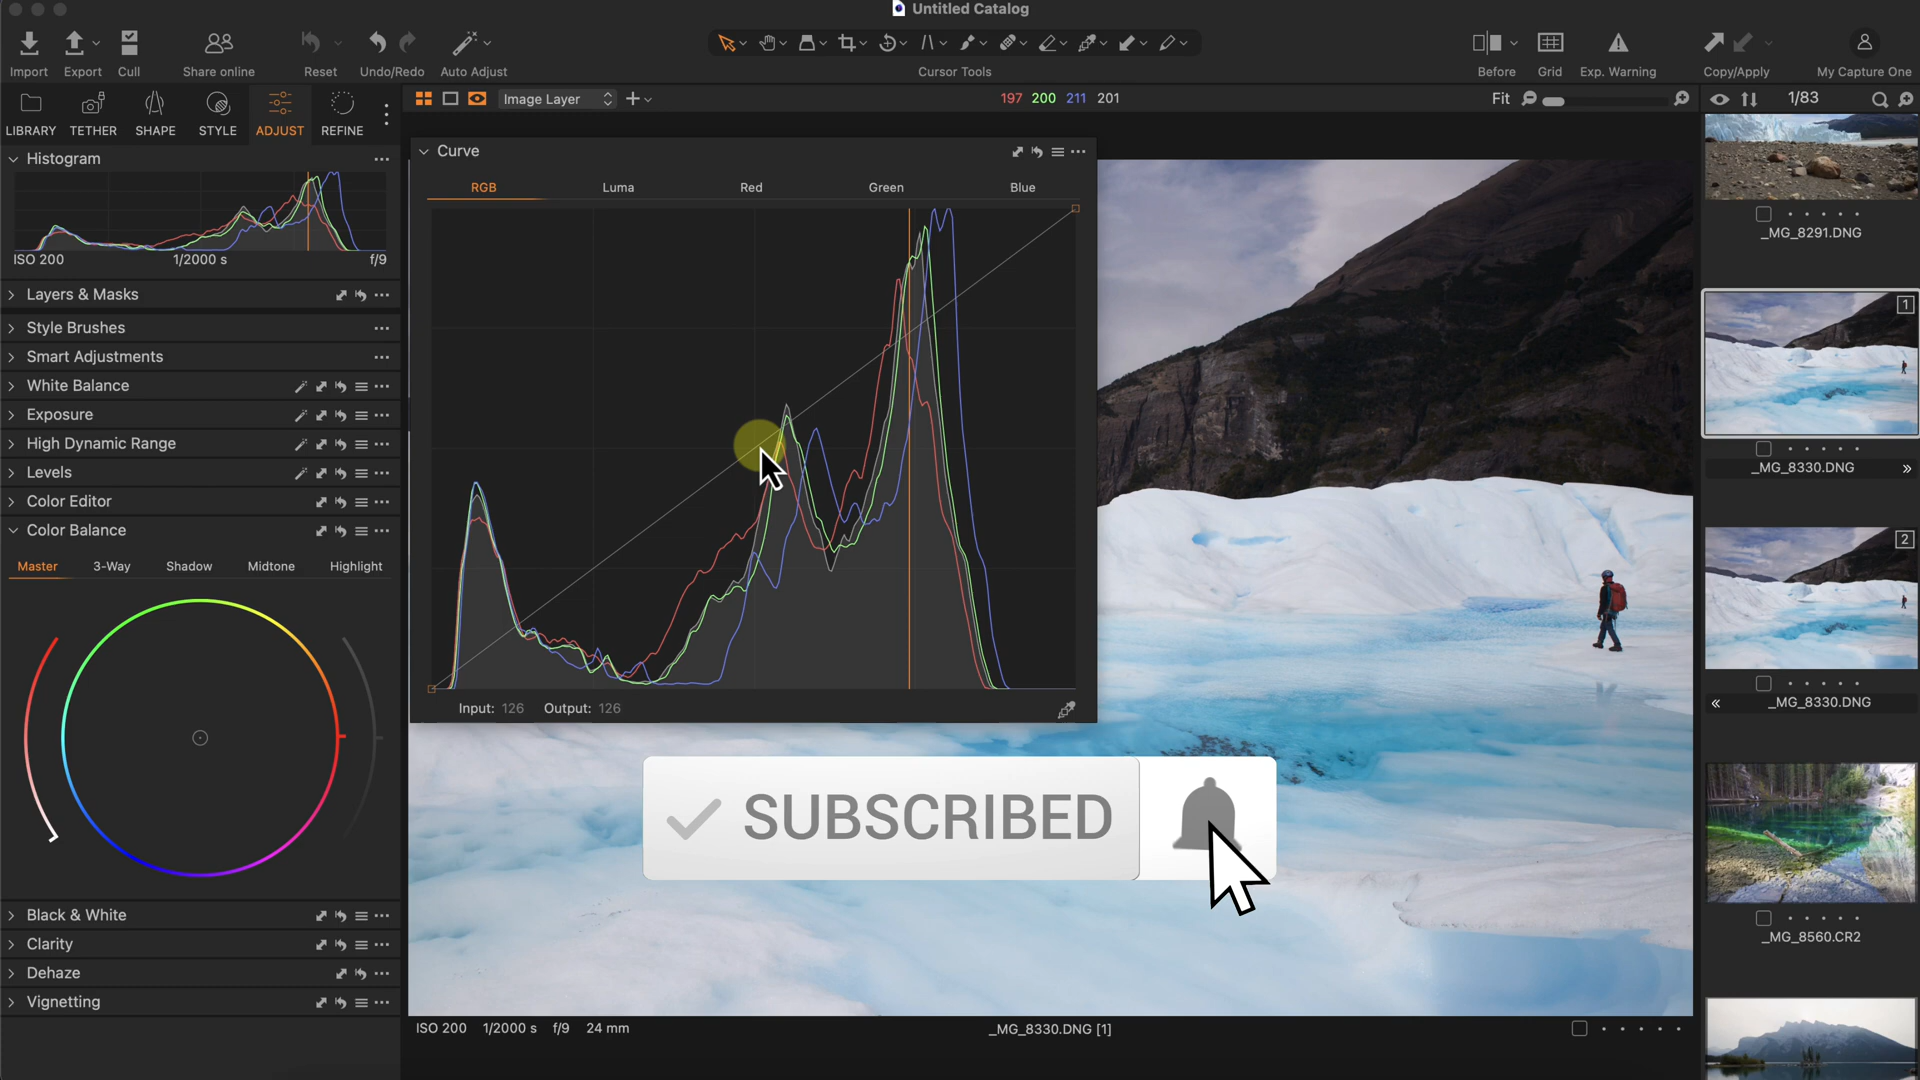 Untitled Catalog
Import Export Cull Share online Reset Undo/Redo Auto Adjust Cursor Tools Before Grid Exp. Warning Copy/Apply My Capture One
LIBRARY TETHER SHAPE STYLE ADJUST REFINE
Image Layer
197 200 211 201
Fit
1/83
Histogram
ISO 200 1/2000 s f/9
Layers & Masks
Style Brushes
Smart Adjustments
White Balance
Exposure
High Dynamic Range
Levels
Color Editor
Color Balance
Master 3-Way Shadow Midtone Highlight
Black & White
Clarity
Dehaze
Vignetting
Curve
RGB Luma Red Green Blue
Input: 126 Output: 126
SUBSCRIBED
ISO 200 1/2000 s f/9 24 mm
_MG_8330.DNG [1]
_MG_8291.DNG
1
_MG_8330.DNG
2
_MG_8330.DNG
_MG_8560.CR2